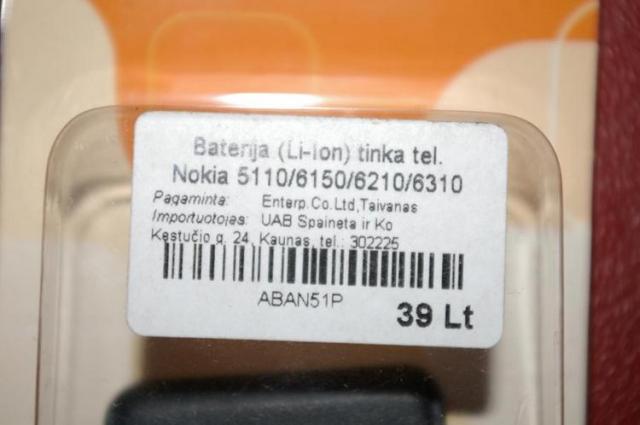 Baterija (Li-Ion) tinka tel.
Nokia 5110/6150/6210/6310
Pagaminta: Enterp.Co.Ltd,Taivanas
Importuotojas: UAB Spaineta ir Ko
Kęstučio g. 24, Kaunas, tel.: 302225
ABAN51P
39 Lt